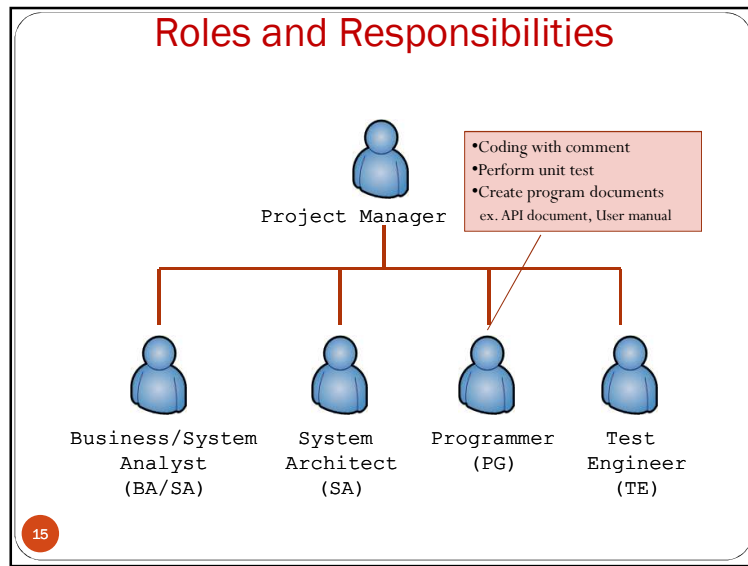 Roles and Responsibilities
•Coding with comment
•Perform unit test
•Create program documents
ex. API document, User manual
Project Manager
Business/System
Analyst
(BA/SA)
System
Architect
(SA)
Programmer
(PG)
Test
Engineer
(TE)
15